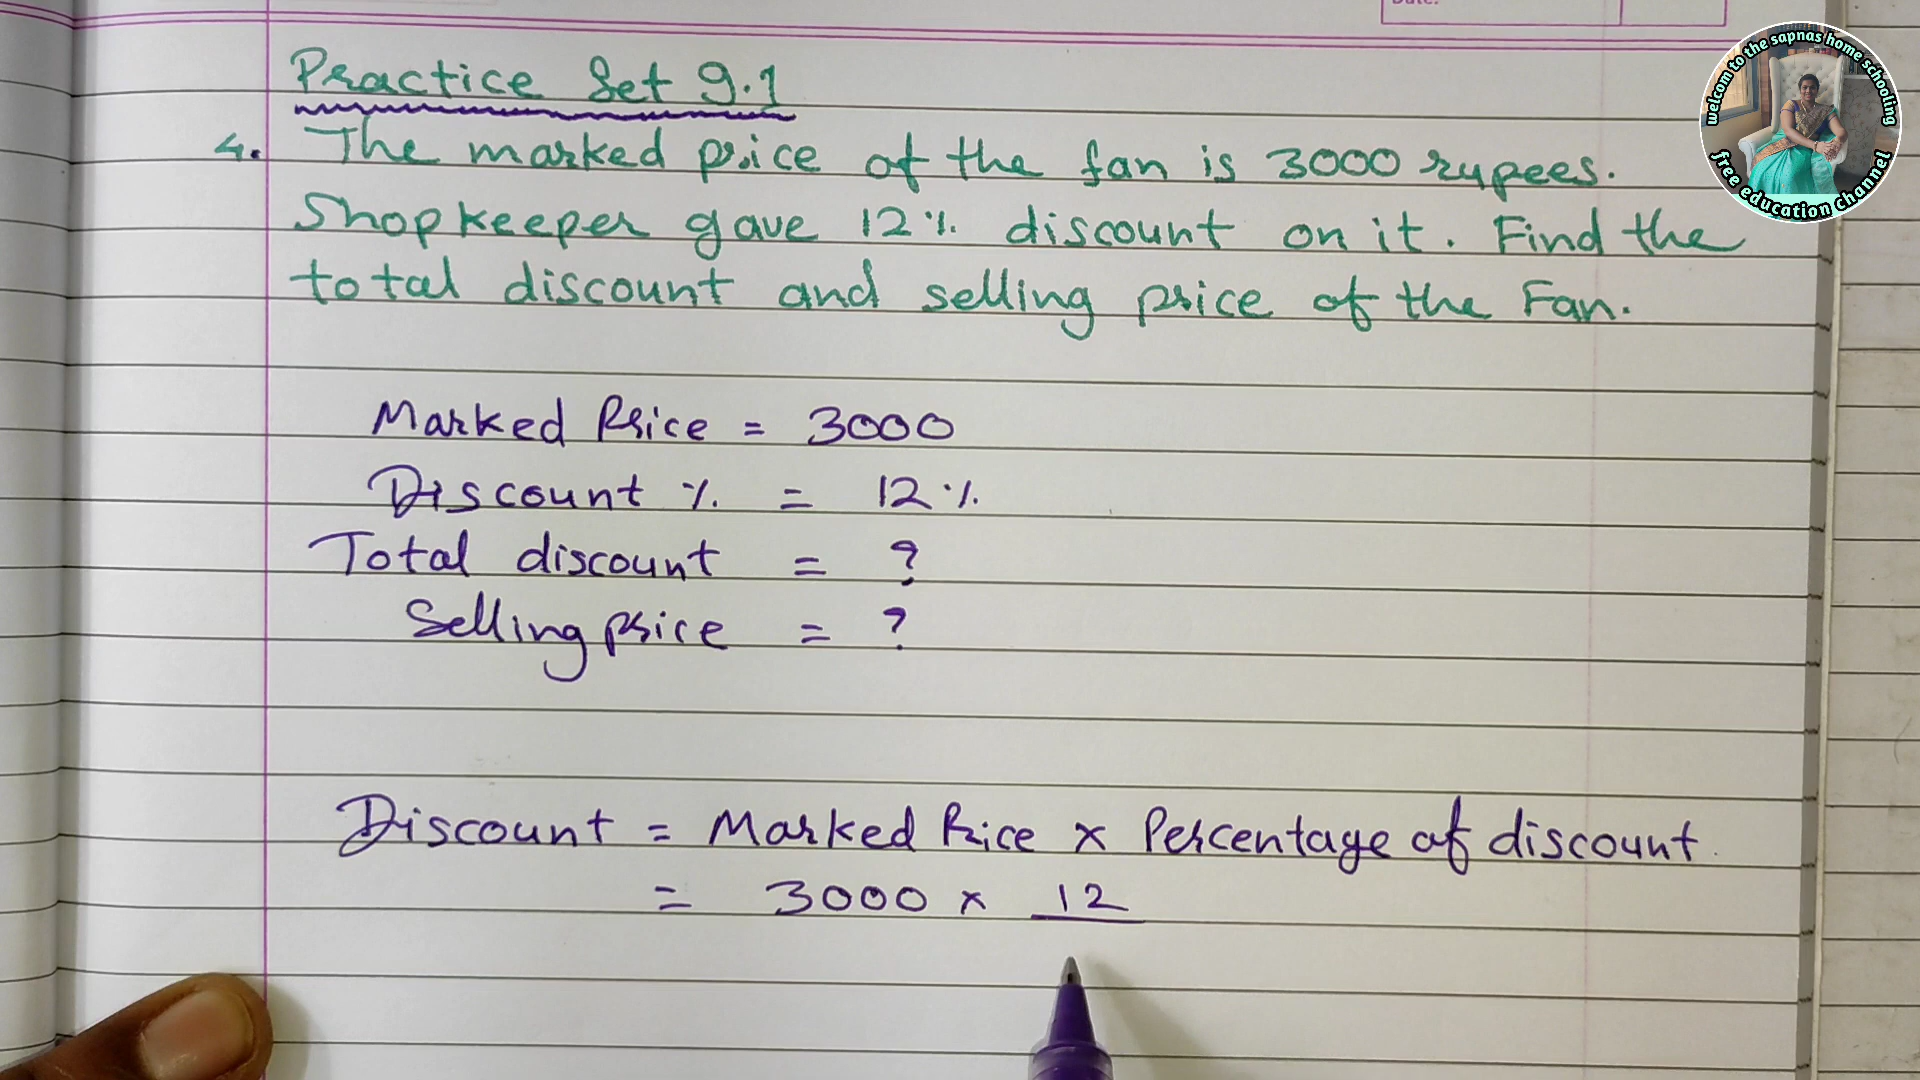 Practice Set 9.1
4. The marked price of the fan is 3000 rupees.
Shopkeeper gave 12% discount on it. Find the
total discount and selling price of the Fan.
Marked Price = 3000
Discount % = 12%
Total discount = ?
Selling price = ?
Discount = Marked Price x Percentage of discount.
= 3000 x 12
welcom to the sapnas home schooling
free education channel